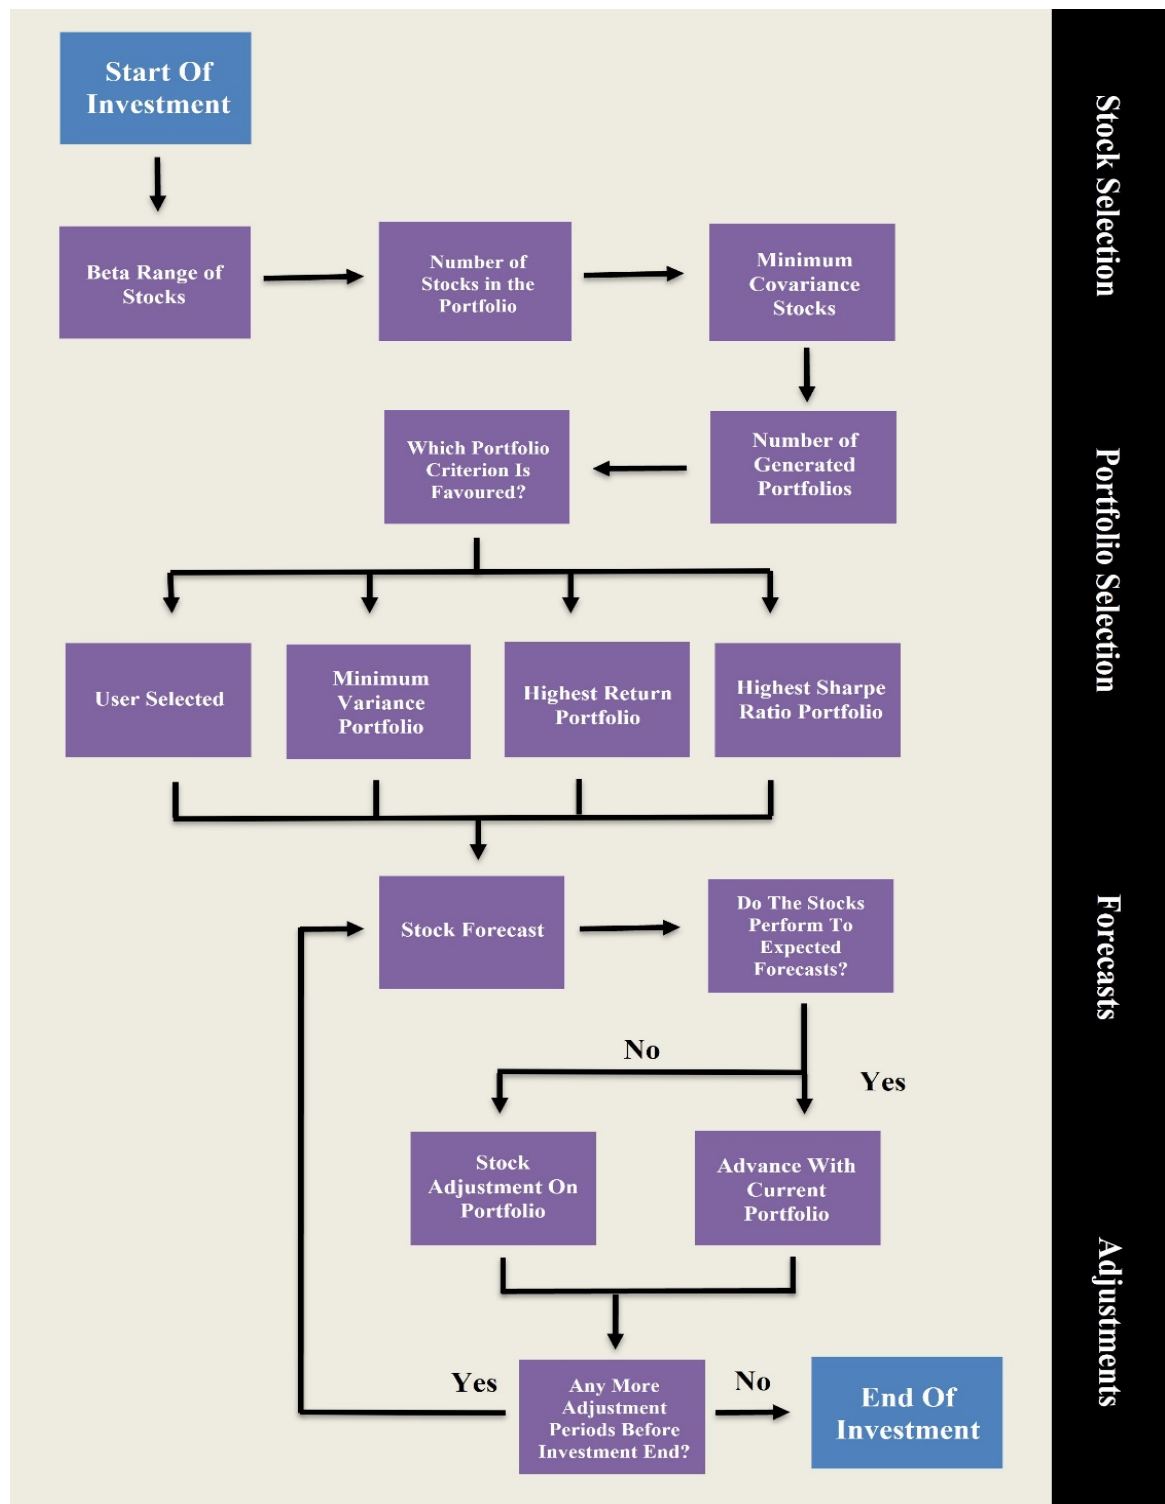 Start Of
Investment
Beta Range of
Stocks
Number of
Stocks in the
Portfolio
Minimum
Covariance
Stocks
Stock Selection
Which Portfolio
Criterion Is
Favoured?
Number of
Generated
Portfolios
User Selected
Minimum
Variance
Portfolio
Highest Return
Portfolio
Highest Sharpe
Ratio Portfolio
Portfolio Selection
Stock Forecast
Do The Stocks
Perform To
Expected
Forecasts?
Forecasts
No
Yes
Stock
Adjustment On
Portfolio
Advance With
Current
Portfolio
Yes
Any More
Adjustment
Periods Before
Investment End?
No
End Of
Investment
Adjustments